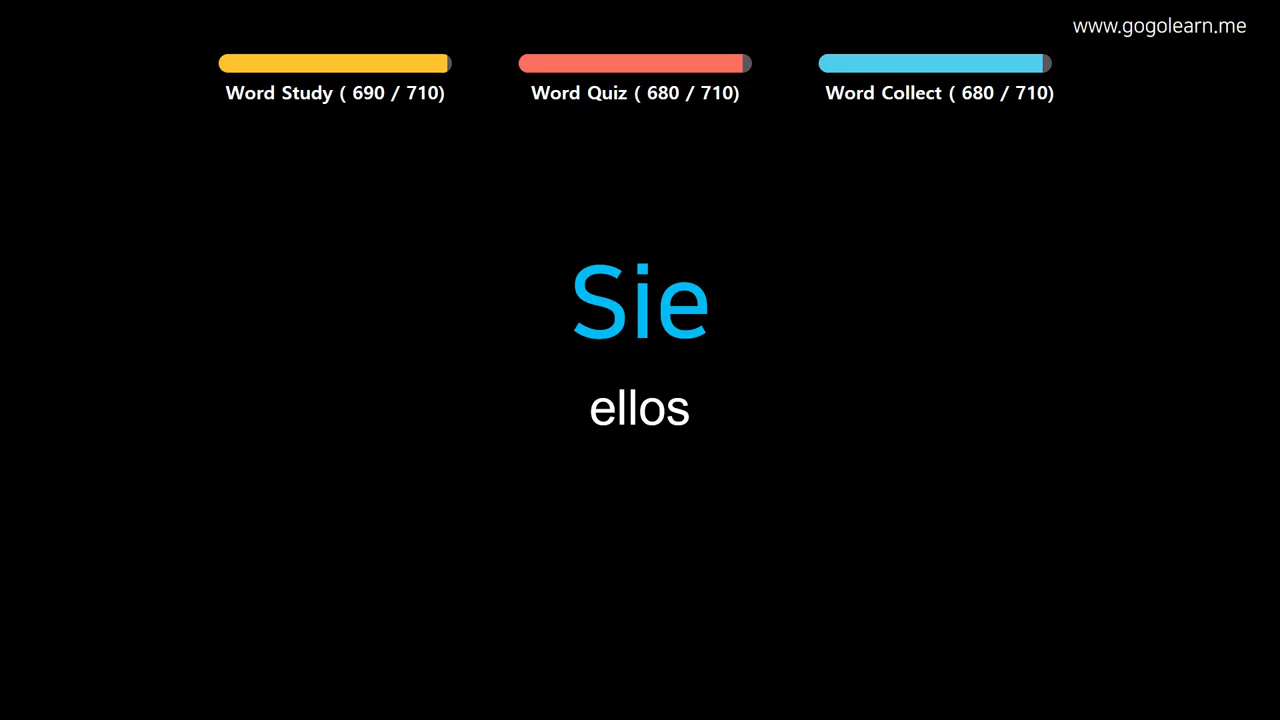 www.gogolearn.me
Word Study ( 690 / 710)
Word Quiz ( 680 / 710)
Word Collect ( 680 / 710)
Sie
ellos